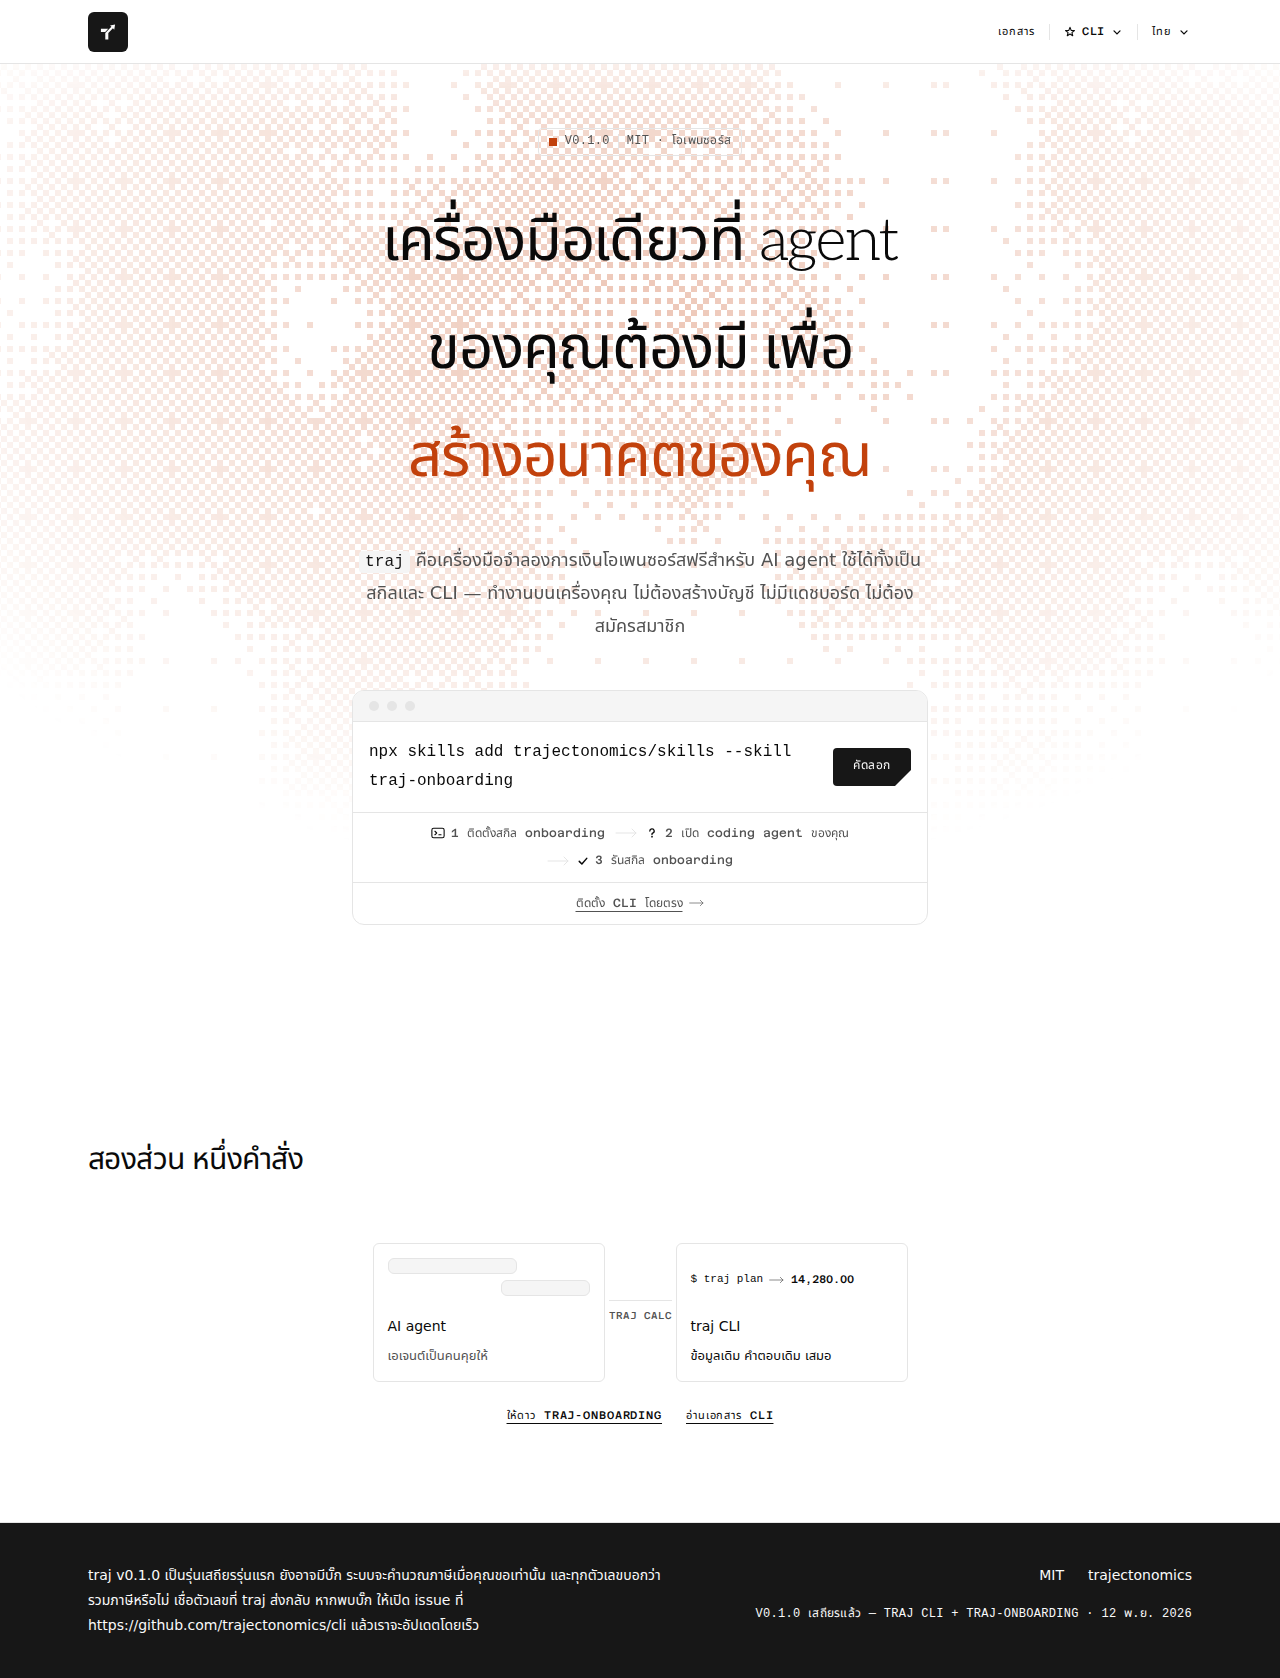 เอกสาร CLI ไทย
V0.1.0 MIT · โอเพนซอร์ส
เครื่องมือเดียวที่ agent
ของคุณต้องมี เพื่อ
สร้างอนาคตของคุณ
traj คือเครื่องมือจำลองการเงินโอเพนซอร์สฟรีสำหรับ AI agent ใช้ได้ทั้งเป็น
สกิลและ CLI — ทำงานบนเครื่องคุณ ไม่ต้องสร้างบัญชี ไม่มีแดชบอร์ด ไม่ต้อง
สมัครสมาชิก
npx skills add trajectonomics/skills --skill
traj-onboarding
คัดลอก
1 ติดตั้งสกิล onboarding → ? 2 เปิด coding agent ของคุณ
→ ✓ 3 รับสกิล onboarding
ติดตั้ง CLI โดยตรง →
สองส่วน หนึ่งคำสั่ง
$ traj plan → 14,280.00
TRAJ CALC
AI agent
เอเจนต์เป็นคนคุยให้
traj CLI
ข้อมูลเดิม คำตอบเดิม เสมอ
ให้ดาว TRAJ-ONBOARDING อ่านเอกสาร CLI
traj v0.1.0 เป็นรุ่นเสถียรรุ่นแรก ยังอาจมีบั๊ก ระบบจะคำนวณภาษีเมื่อคุณขอเท่านั้น และทุกตัวเลขบอกว่า
รวมภาษีหรือไม่ เชื่อตัวเลขที่ traj ส่งกลับ หากพบบั๊ก ให้เปิด issue ที่
https://github.com/trajectonomics/cli แล้วเราจะอัปเดตโดยเร็ว
MIT trajectonomics
V0.1.0 เสถียรแล้ว — TRAJ CLI + TRAJ-ONBOARDING · 12 พ.ย. 2026